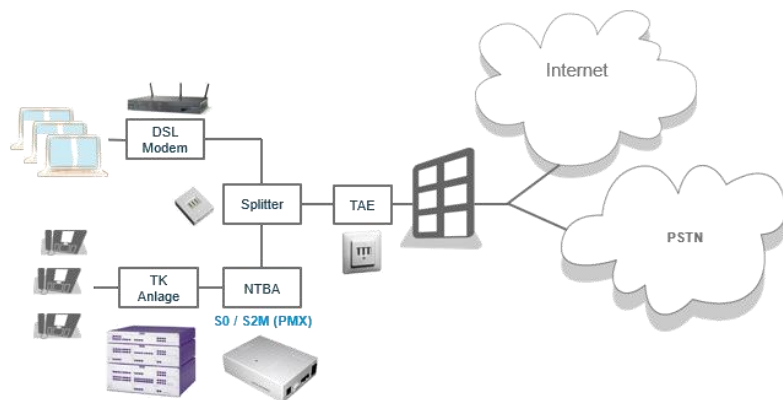 Internet
DSL
Modem
Splitter
TAE
PSTN
TK
Anlage
NTBA
S0 / S2M (PMX)